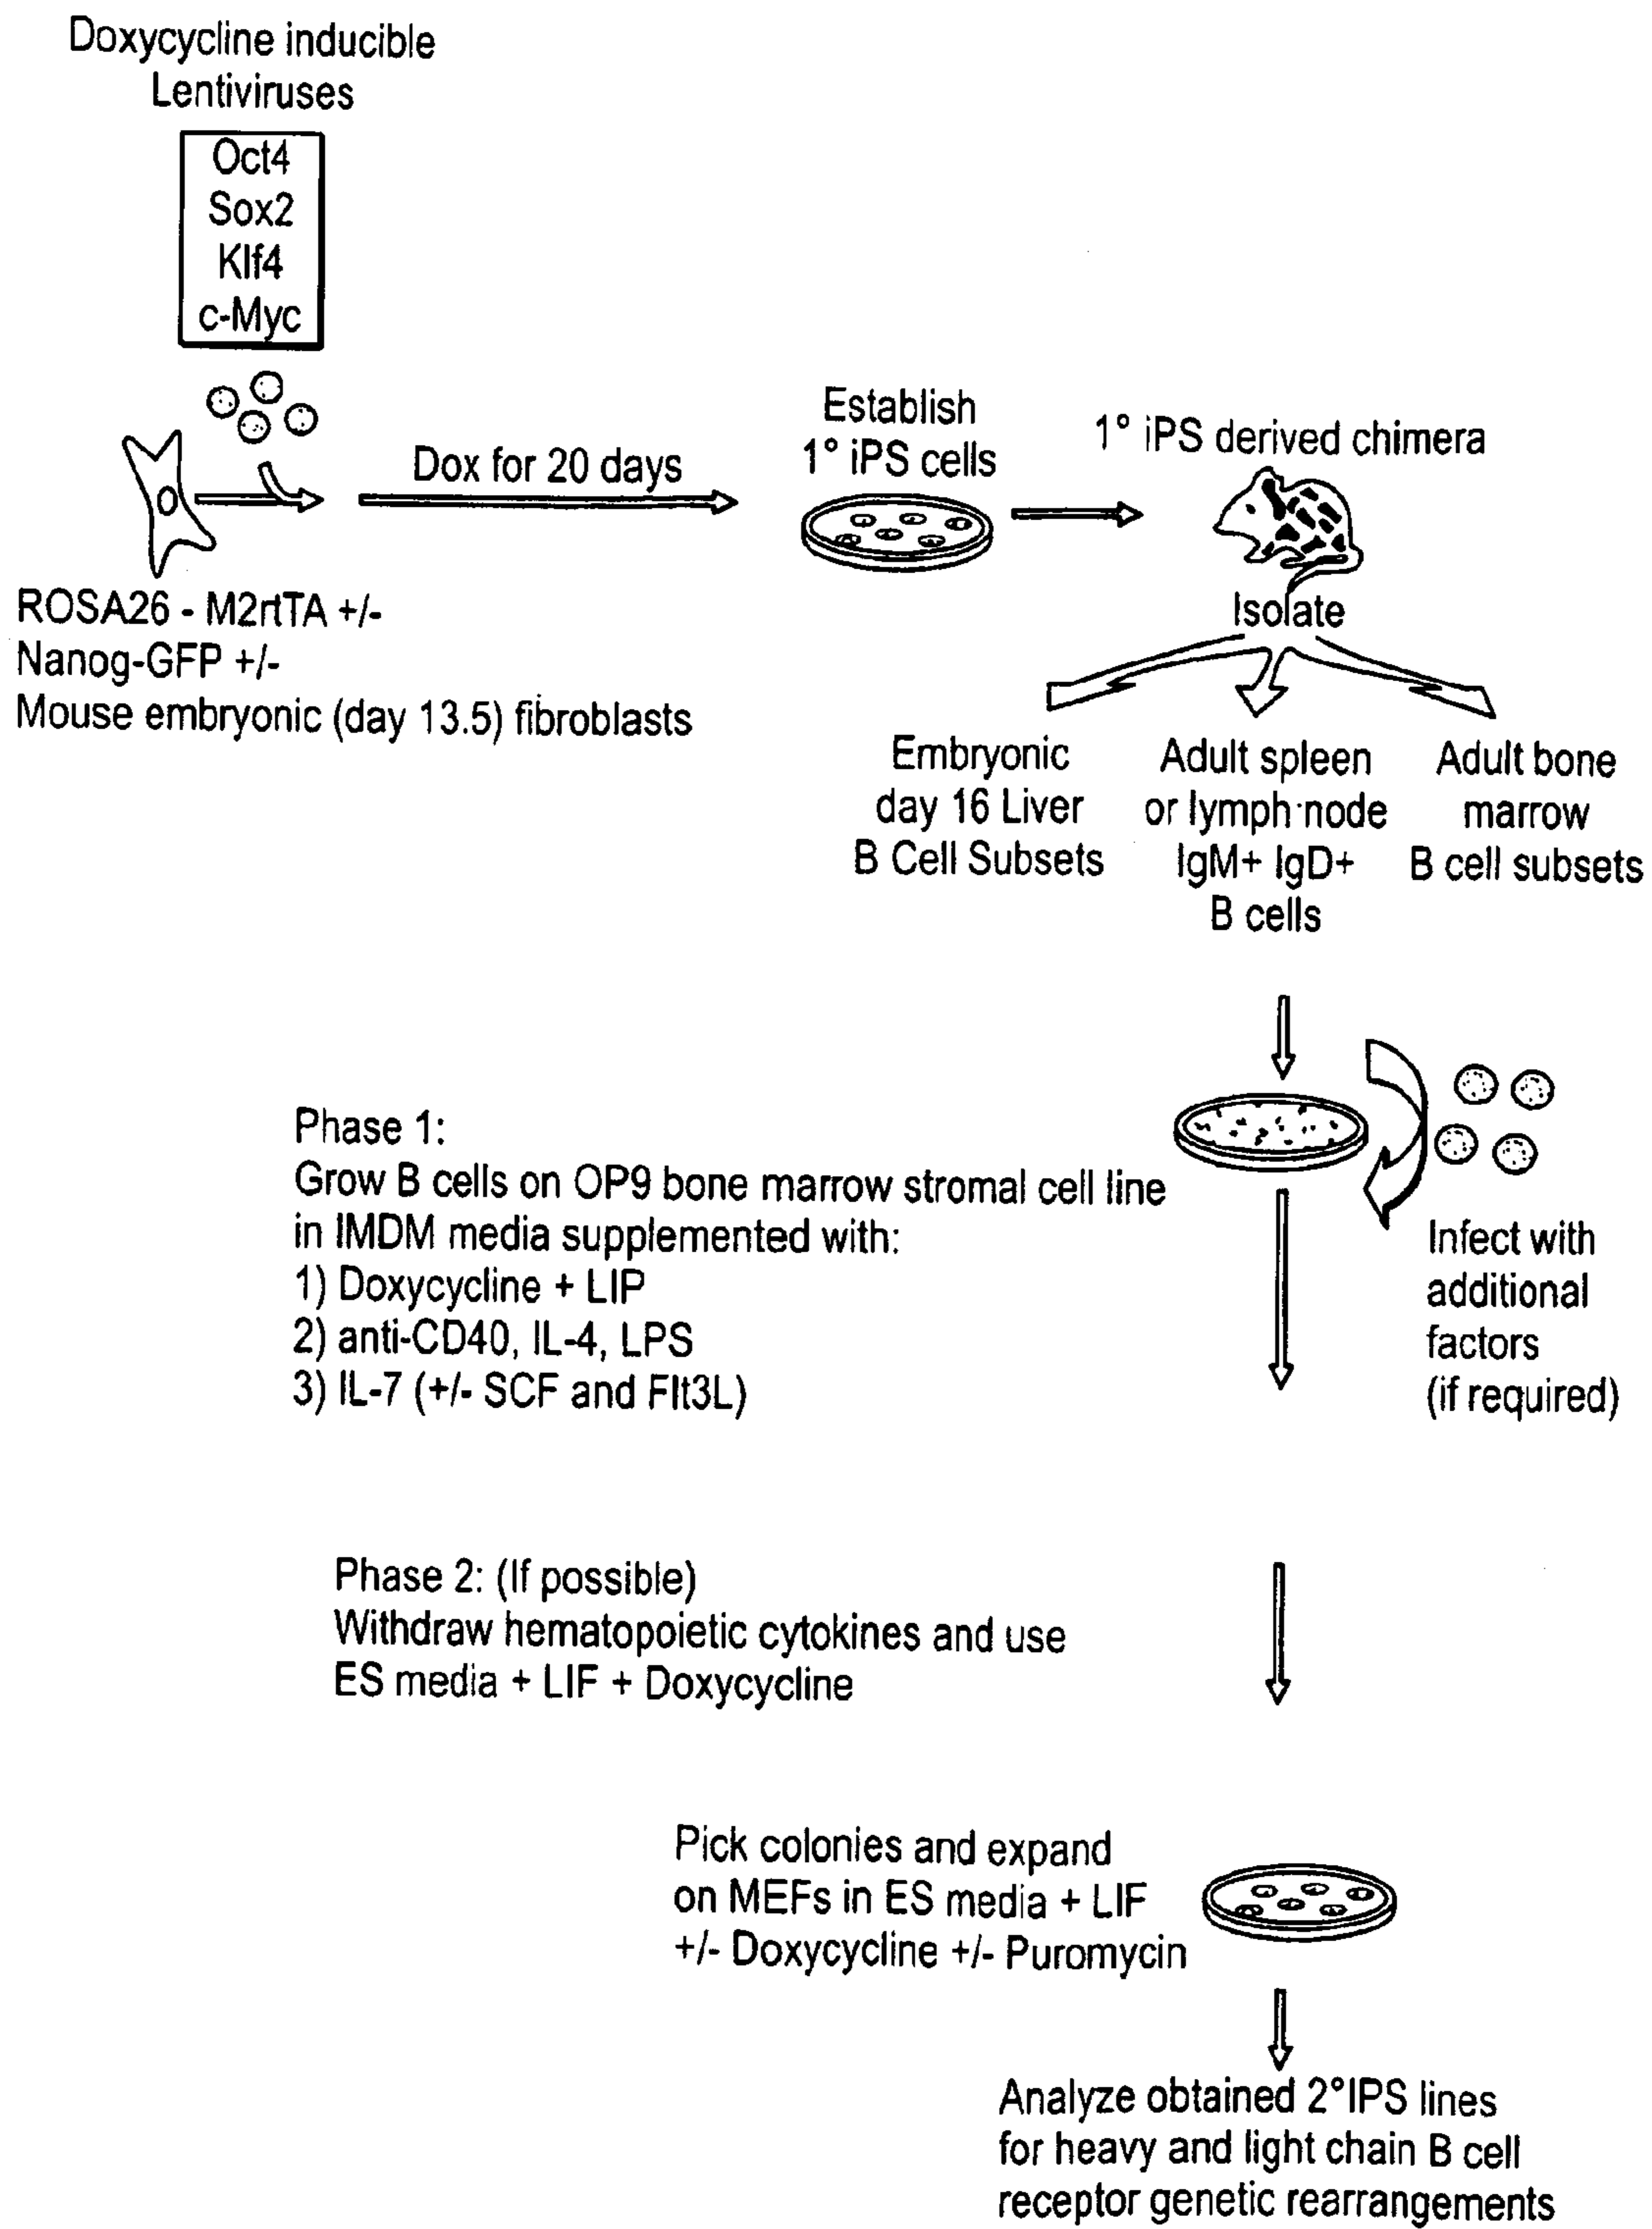 Doxycycline inducible
Lentiviruses
Oct4
Sox2
Klf4
c-Myc
Dox for 20 days
Establish
1° iPS cells
1° iPS derived chimera
ROSA26 - M2rtTA +/-
Nanog-GFP +/-
Mouse embryonic (day 13.5) fibroblasts
Isolate
Embryonic
day 16 Liver
B Cell Subsets
Adult spleen
or lymph node
IgM+ IgD+
B cells
Adult bone
marrow
B cell subsets
Phase 1:
Grow B cells on OP9 bone marrow stromal cell line
in IMDM media supplemented with:
1) Doxycycline + LIP
2) anti-CD40, IL-4, LPS
3) IL-7 (+/- SCF and Flt3L)
Infect with
additional
factors
(if required)
Phase 2: (If possible)
Withdraw hematopoietic cytokines and use
ES media + LIF + Doxycycline
Pick colonies and expand
on MEFs in ES media + LIF
+/- Doxycycline +/- Puromycin
Analyze obtained 2°IPS lines
for heavy and light chain B cell
receptor genetic rearrangements